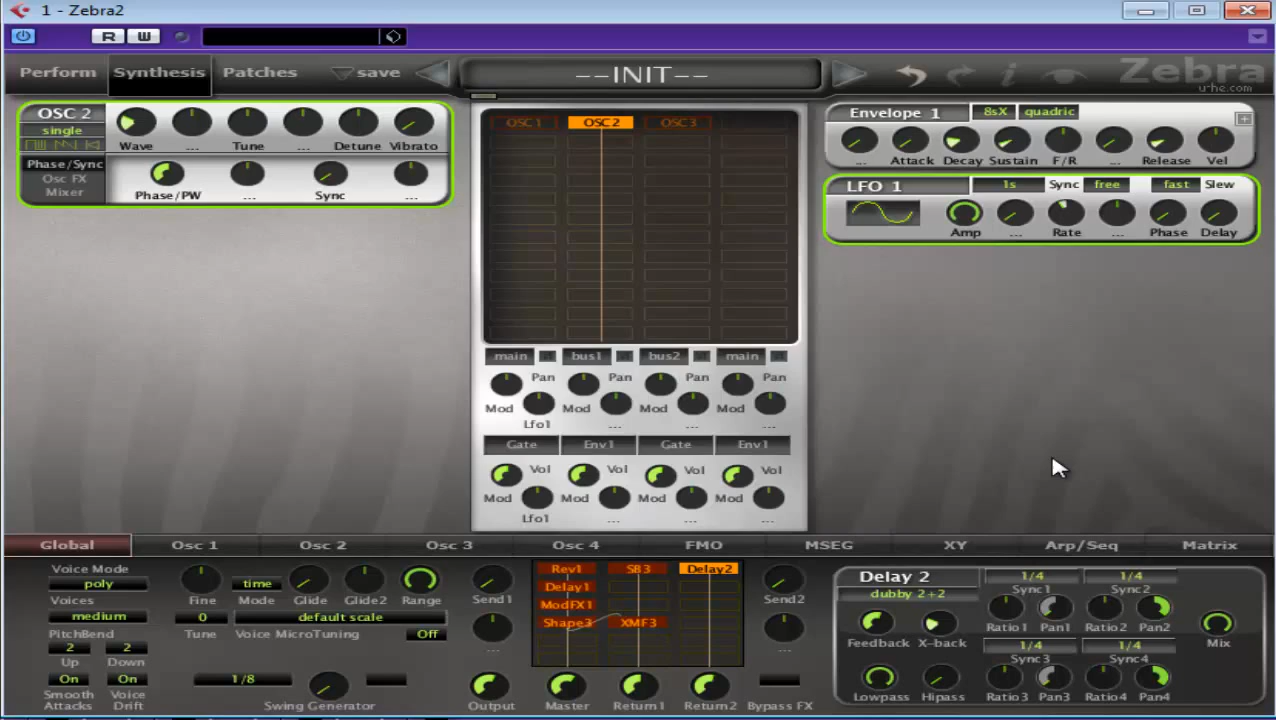 1 - Zebra2
R W
Perform Synthesis Patches save --INIT-- Zebra
u-he.com
OSC 2
single
Wave ... Tune ... Detune Vibrato
Phase/Sync
Osc FX
Mixer
Phase/PW ... Sync ...
OSC 1 OSC 2 OSC 3
main bus1 bus2 main
Pan Pan Pan Pan
Mod Mod Mod Mod
Lfo1 ... ... ...
Gate Env1 Gate Env1
Vol Vol Vol Vol
Mod Mod Mod Mod
Lfo1 ... ... ...
Envelope 1 8sX quadric
... Attack Decay Sustain F/R ... Release Vel
LFO 1 1s Sync free fast Slew
Amp ... Rate ... Phase Delay
Global Osc 1 Osc 2 Osc 3 Osc 4 FMO MSEG XY Arp/Seq Matrix
Voice Mode
poly
Voices
medium
PitchBend
2 2
Up Down
On On
Smooth Attacks
Voice Drift
time
Fine Mode Glide Glide2 Range
0 default scale
Tune Voice MicroTuning Off
1/8
Swing Generator
Send1
...
Output
Rev1 SB3 Delay2
Delay1
ModFX1
Shape3 XMF3
Master Return1 Return2 Bypass FX
Send2
...
Delay 2
dubby 2+2
Feedback X-back
Lowpass Hipass
1/4 1/4
Sync1 Sync2
Ratio1 Pan1 Ratio2 Pan2
1/4 1/4
Sync3 Sync4
Ratio3 Pan3 Ratio4 Pan4
Mix